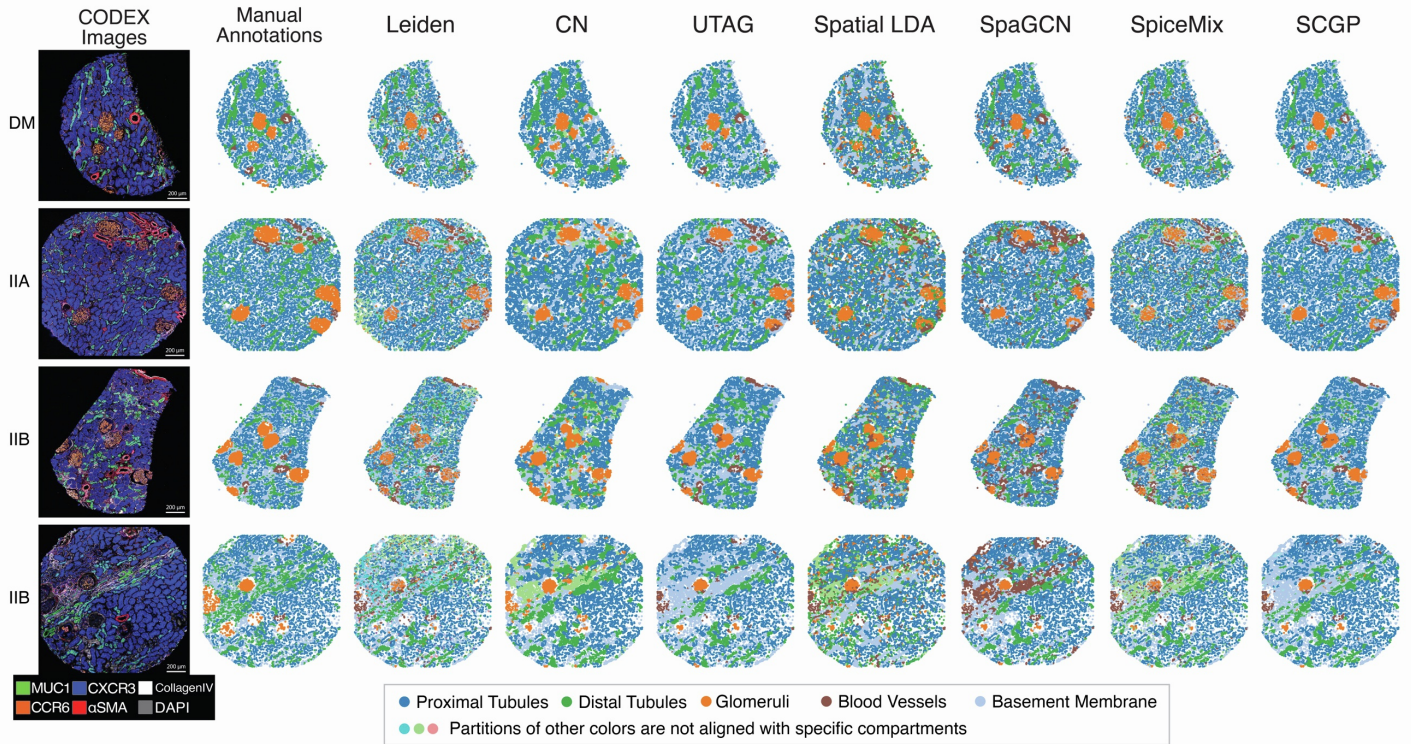 CODEX
Images
Manual
Annotations
Leiden
CN
UTAG
Spatial LDA
SpaGCN
SpiceMix
SCGP
DM
200 μm
IIA
200 μm
IIB
200 μm
IIB
200 μm
MUC1 CXCR3 CollagenIV
CCR6 αSMA DAPI
Proximal Tubules Distal Tubules Glomeruli Blood Vessels Basement Membrane
Partitions of other colors are not aligned with specific compartments